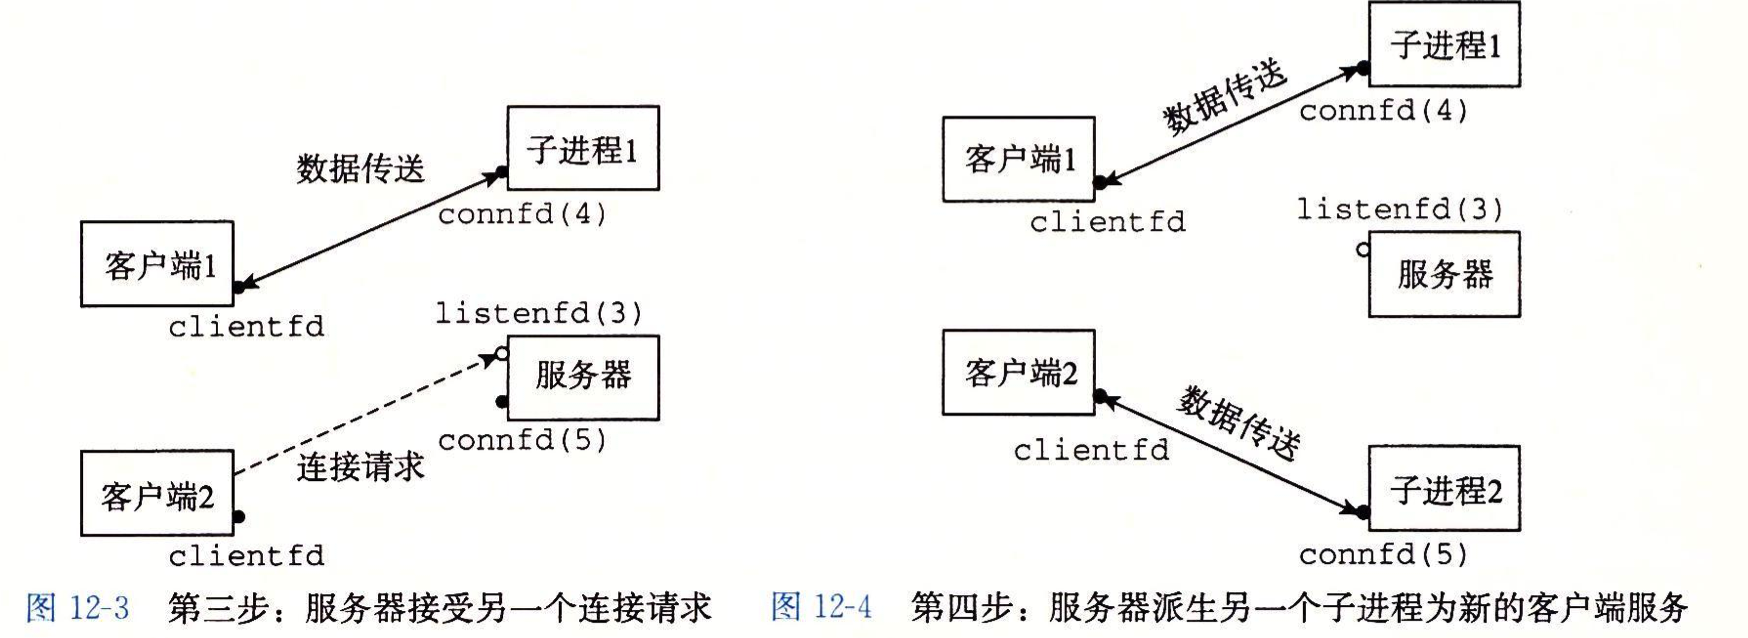 子进程1
数据传送
connfd(4)
客户端1
clientfd
listenfd(3)
服务器
connfd(5)
连接请求
客户端2
clientfd
图 12-3 第三步：服务器接受另一个连接请求
子进程1
数据传送
connfd(4)
客户端1
clientfd
listenfd(3)
服务器
客户端2
数据传送
clientfd
子进程2
connfd(5)
图 12-4 第四步：服务器派生另一个子进程为新的客户端服务